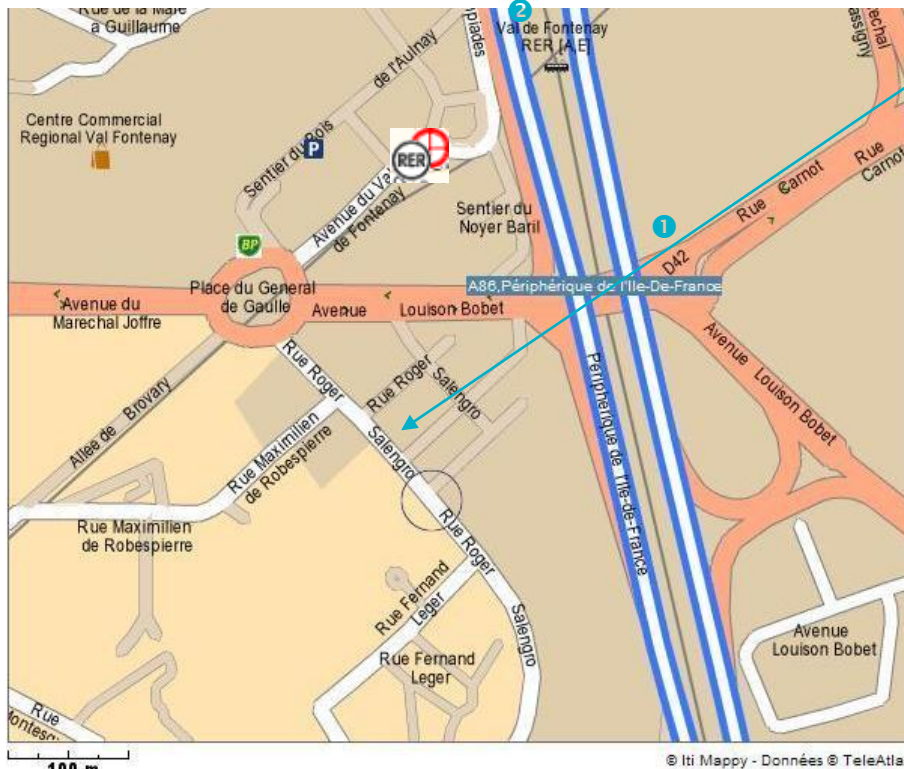 Rue de la Mare
a Guillaume
de l'Aulnay
Val de Fontenay
RER [A,E]
❷
Centre Commercial
Regional Val Fontenay
Sentier du Bois
P
RER
Avenue du Val
de Fontenay
Sentier du
Noyer Baril
❶
Rue Carnot
Rue
Carnot
D42
BP
Place du General
de Gaulle
A86,Périphérique de l'Ile-De-France
Avenue du
Marechal Joffre
Avenue
Louison Bobet
Avenue Louison Bobet
Rue Roger
Salengro
Rue Roger
Salengro
Allee de Brovary
Rue Maximilien
de Robespierre
Rue Maximilien
de Robespierre
Peripherique de l'Ile-de-France
Rue Roger
Salengro
Rue Fernand
Leger
Rue Fernand
Leger
Avenue
Louison Bobet
Rue
100 m
© Iti Mappy - Données © TeleAtla